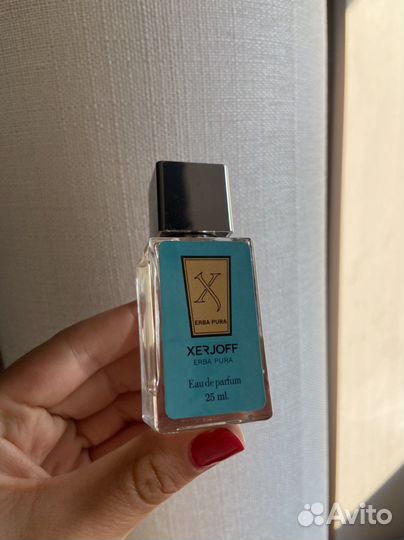 X
ERBA PURA
XERJOFF
ERBA PURA
Eau de parfum
25 ml.
Avito